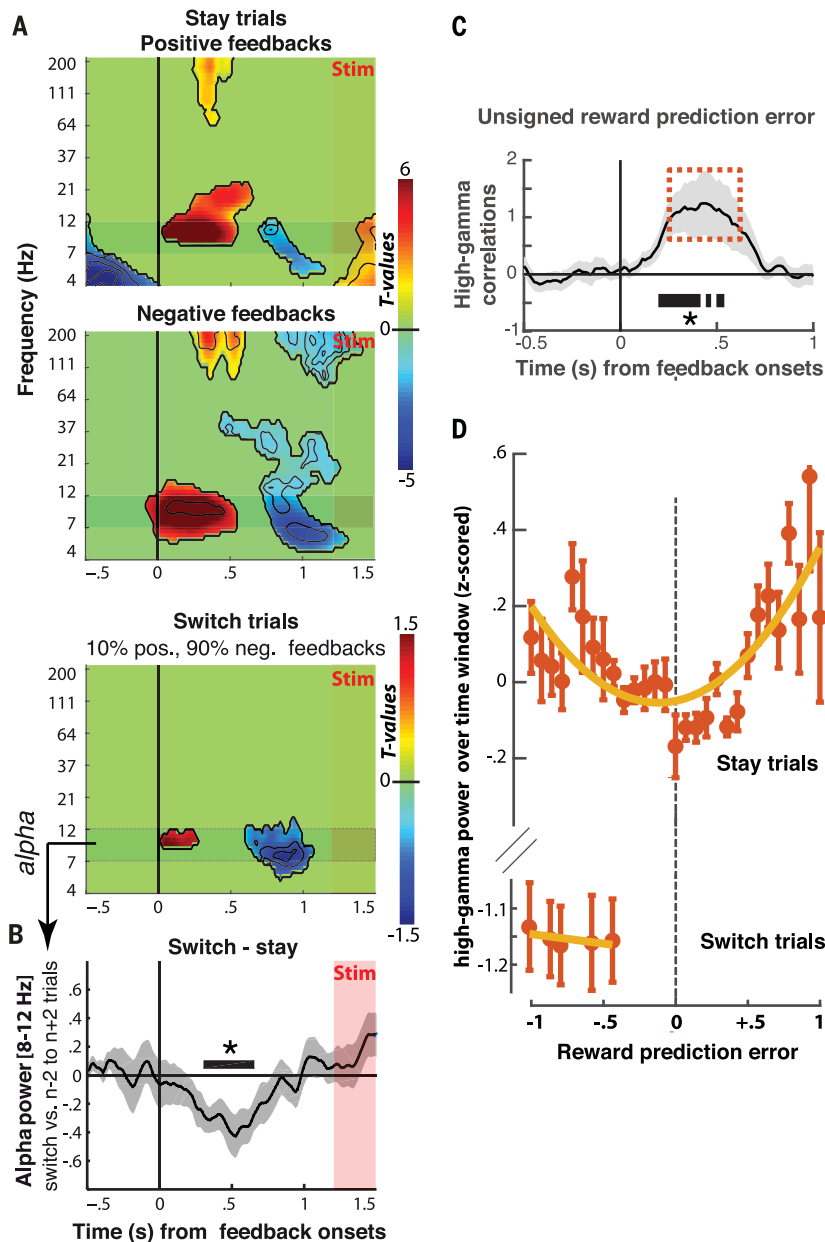 A
Stay trials
Positive feedbacks
Stim
200
111
64
37
21
12
7
4
6
T-values
0
-5
Frequency (Hz)
Negative feedbacks
Stim
200
111
64
37
21
12
7
4
-.5 0 .5 1.0
Switch trials
10% pos., 90% neg. feedbacks
Stim
200
111
64
37
21
12
7
4
alpha
1.5
T-values
0
-1.5
-.5 0 .5 1.0 1.5
B
Switch - stay
Stim
Alpha power [8-12 Hz]
switch vs. n-2 to n+2 trials
.6
.4
.2
0
-.2
-.4
-.6
*
-.5 0 .5 1.0 1.5
Time (s) from feedback onsets
C
Unsigned reward prediction error
High-gamma
correlations
2
1
0
-1
*
-0.5 0 0.5 1
Time (s) from feedback onsets
D
high-gamma power over time window (z-scored)
.6
.4
.2
0
-.2
Stay trials
-1.1
-1.2
Switch trials
-1 -.5 0 +.5 1
Reward prediction error